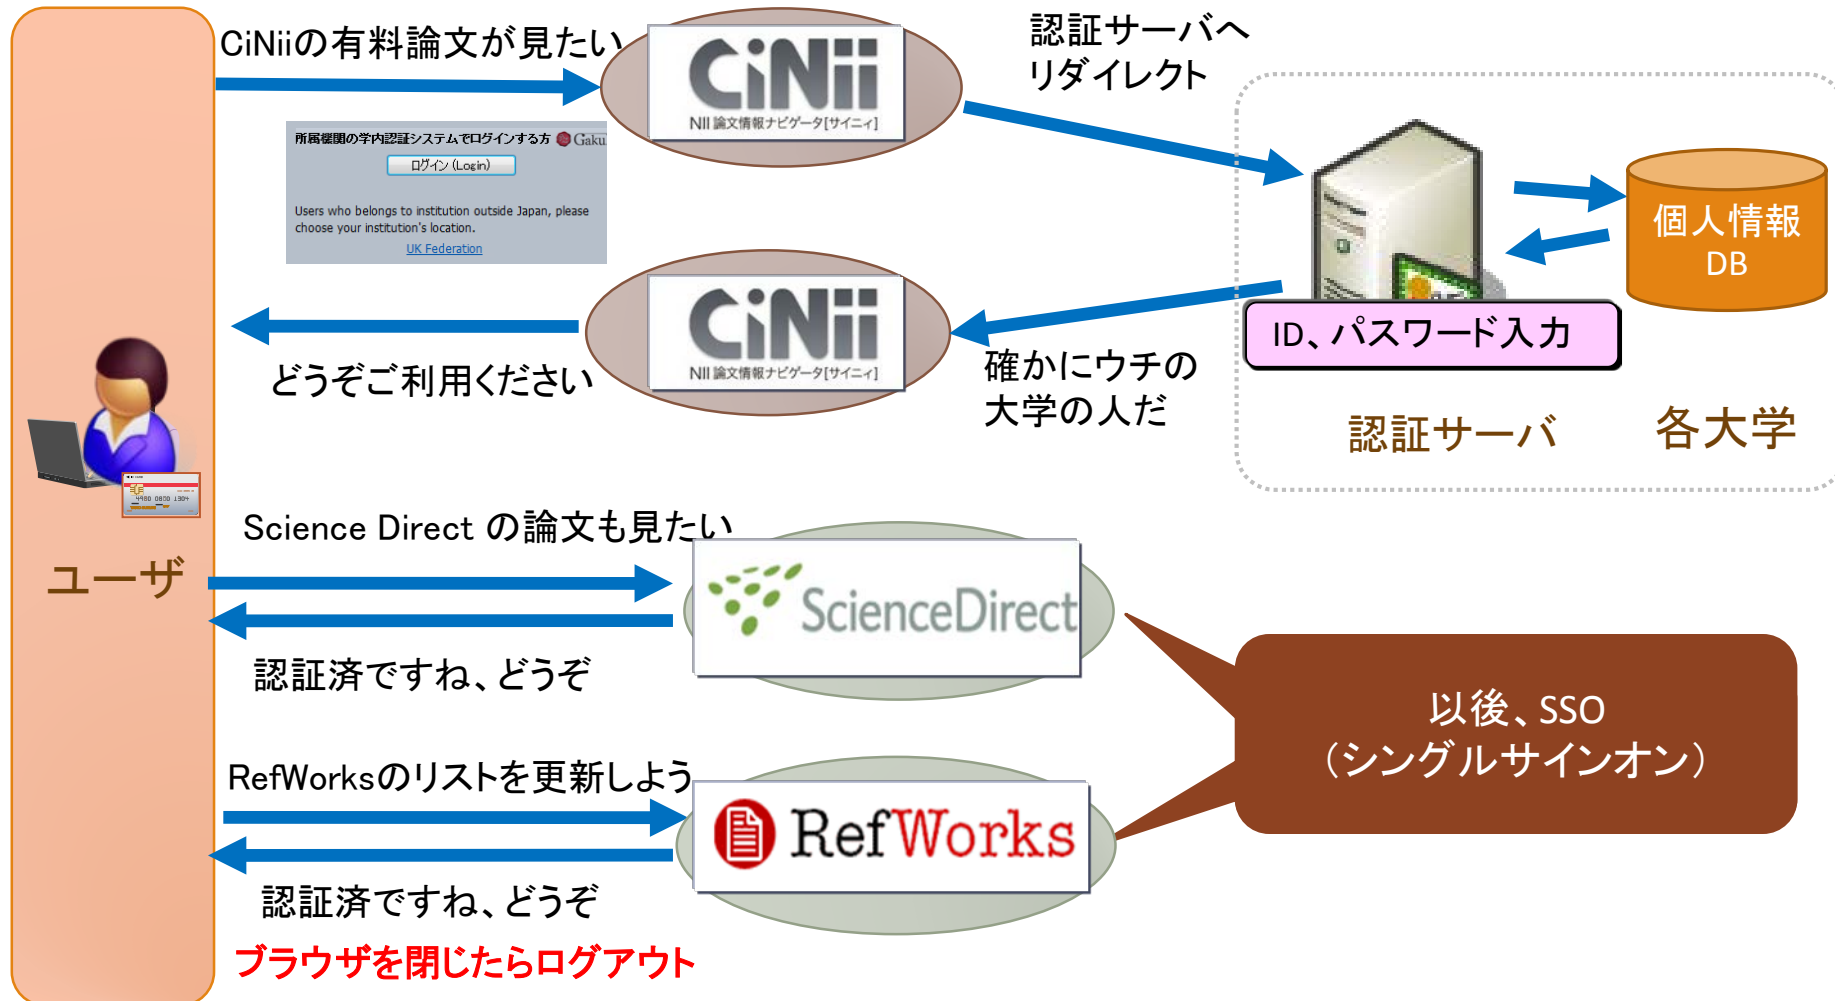 CiNiiの有料論文が見たい
CiNii
NII 論文情報ナビゲータ[サイニィ]
認証サーバへ
リダイレクト
所属機関の学内認証システムでログインする方 Gaku
ログイン (Login)
Users who belongs to institution outside Japan, please
choose your institution's location.
UK Federation
個人情報
DB
ID、パスワード入力
認証サーバ
各大学
CiNii
NII 論文情報ナビゲータ[サイニィ]
確かにウチの
大学の人だ
どうぞご利用ください
ユーザ
Science Direct の論文も見たい
ScienceDirect
認証済ですね、どうぞ
以後、SSO
（シングルサインオン）
RefWorksのリストを更新しよう
RefWorks
認証済ですね、どうぞ
ブラウザを閉じたらログアウト